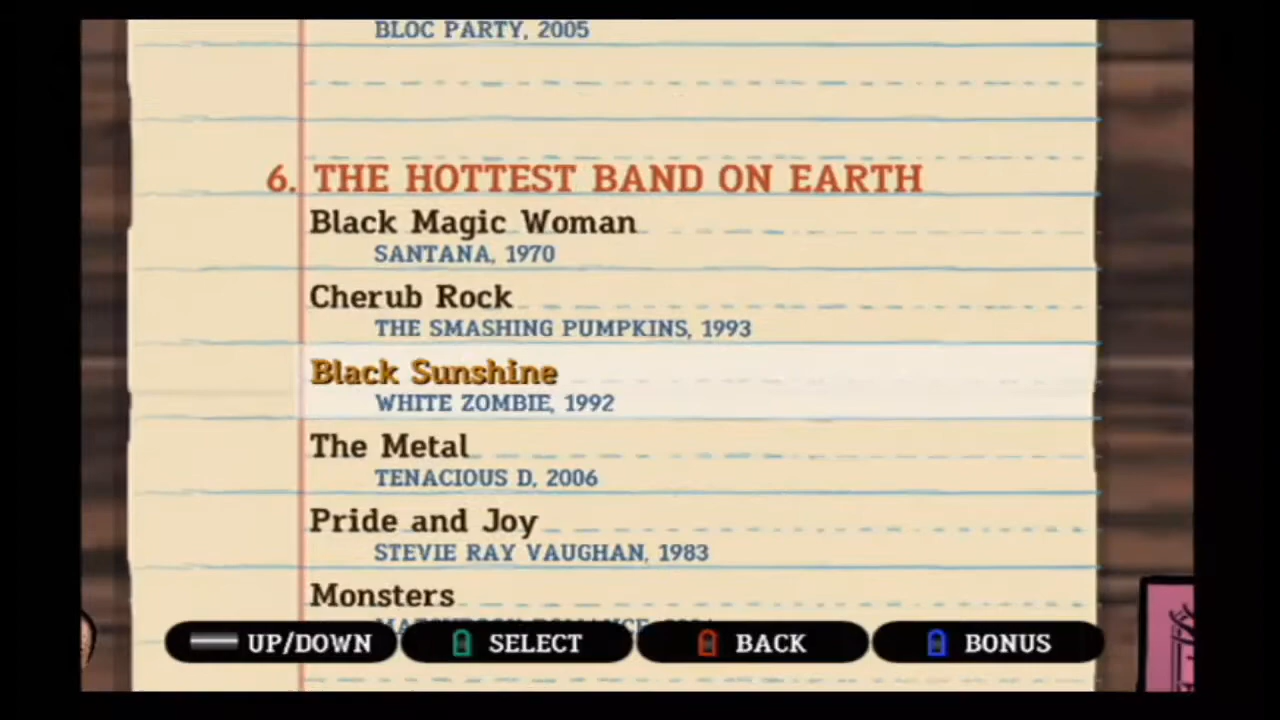 BLOC PARTY, 2005
6. THE HOTTEST BAND ON EARTH
Black Magic Woman
SANTANA, 1970
Cherub Rock
THE SMASHING PUMPKINS, 1993
Black Sunshine
WHITE ZOMBIE, 1992
The Metal
TENACIOUS D, 2006
Pride and Joy
STEVIE RAY VAUGHAN, 1983
Monsters
UP/DOWN SELECT BACK BONUS